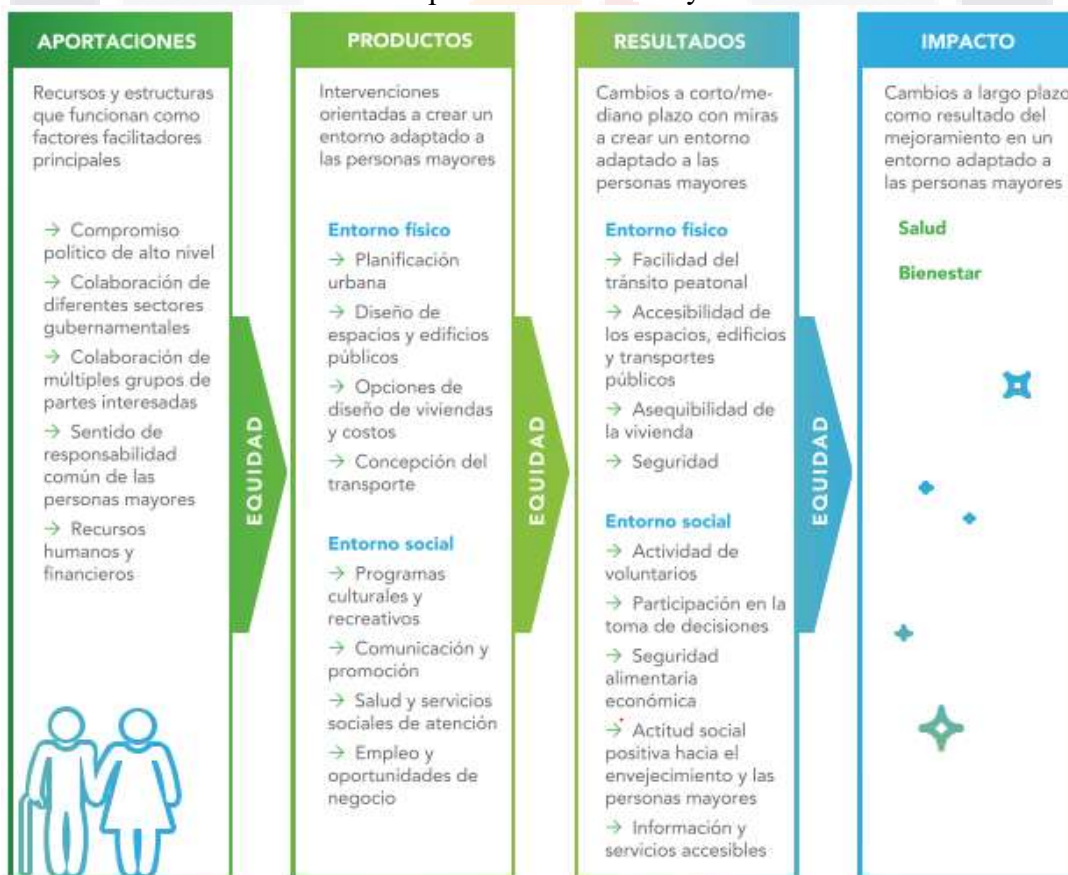 APORTACIONES
Recursos y estructuras
que funcionan como
factores facilitadores
principales
→ Compromiso
político de alto nivel
→ Colaboración de
diferentes sectores
gubernamentales
→ Colaboración de
múltiples grupos de
partes interesadas
→ Sentido de
responsabilidad
común de las
personas mayores
→ Recursos
humanos y
financieros
EQUIDAD
PRODUCTOS
Intervenciones
orientadas a crear un
entorno adaptado a
las personas mayores
Entorno físico
→ Planificación
urbana
→ Diseño de
espacios y edificios
públicos
→ Opciones de
diseño de viviendas
y costos
→ Concepción del
transporte
Entorno social
→ Programas
culturales y
recreativos
→ Comunicación y
promoción
→ Salud y servicios
sociales de atención
→ Empleo y
oportunidades de
negocio
EQUIDAD
RESULTADOS
Cambios a corto/me-
diano plazo con miras
a crear un entorno
adaptado a las
personas mayores
Entorno físico
→ Facilidad del
tránsito peatonal
→ Accesibilidad de
los espacios, edificios
y transportes
públicos
→ Asequibilidad de
la vivienda
→ Seguridad
Entorno social
→ Actividad de
voluntarios
→ Participación en la
toma de decisiones
→ Seguridad
alimentaria
económica
→ Actitud social
positiva hacia el
envejecimiento y las
personas mayores
→ Información y
servicios accesibles
EQUIDAD
IMPACTO
Cambios a largo plazo
como resultado del
mejoramiento en un
entorno adaptado a
las personas mayores
Salud
Bienestar